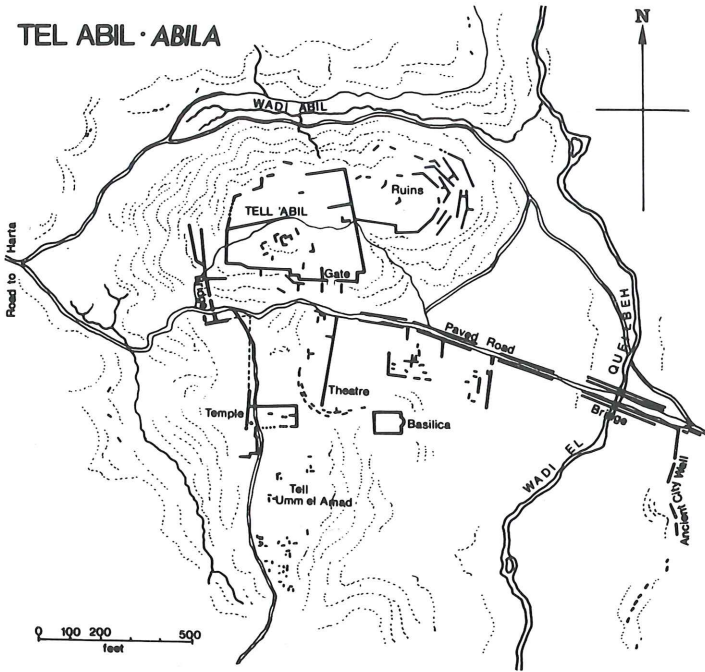 TEL ABIL · ABILA
N
WADI ABIL
Ruins
TELL 'ABIL
Road to Harta
Gate
Paved Road
QUEILBEH
Theatre
Temple
Basilica
Bridge
WADI EL
Tell
Umm el Amad
Ancient City Wall
0 100 200 500
feet